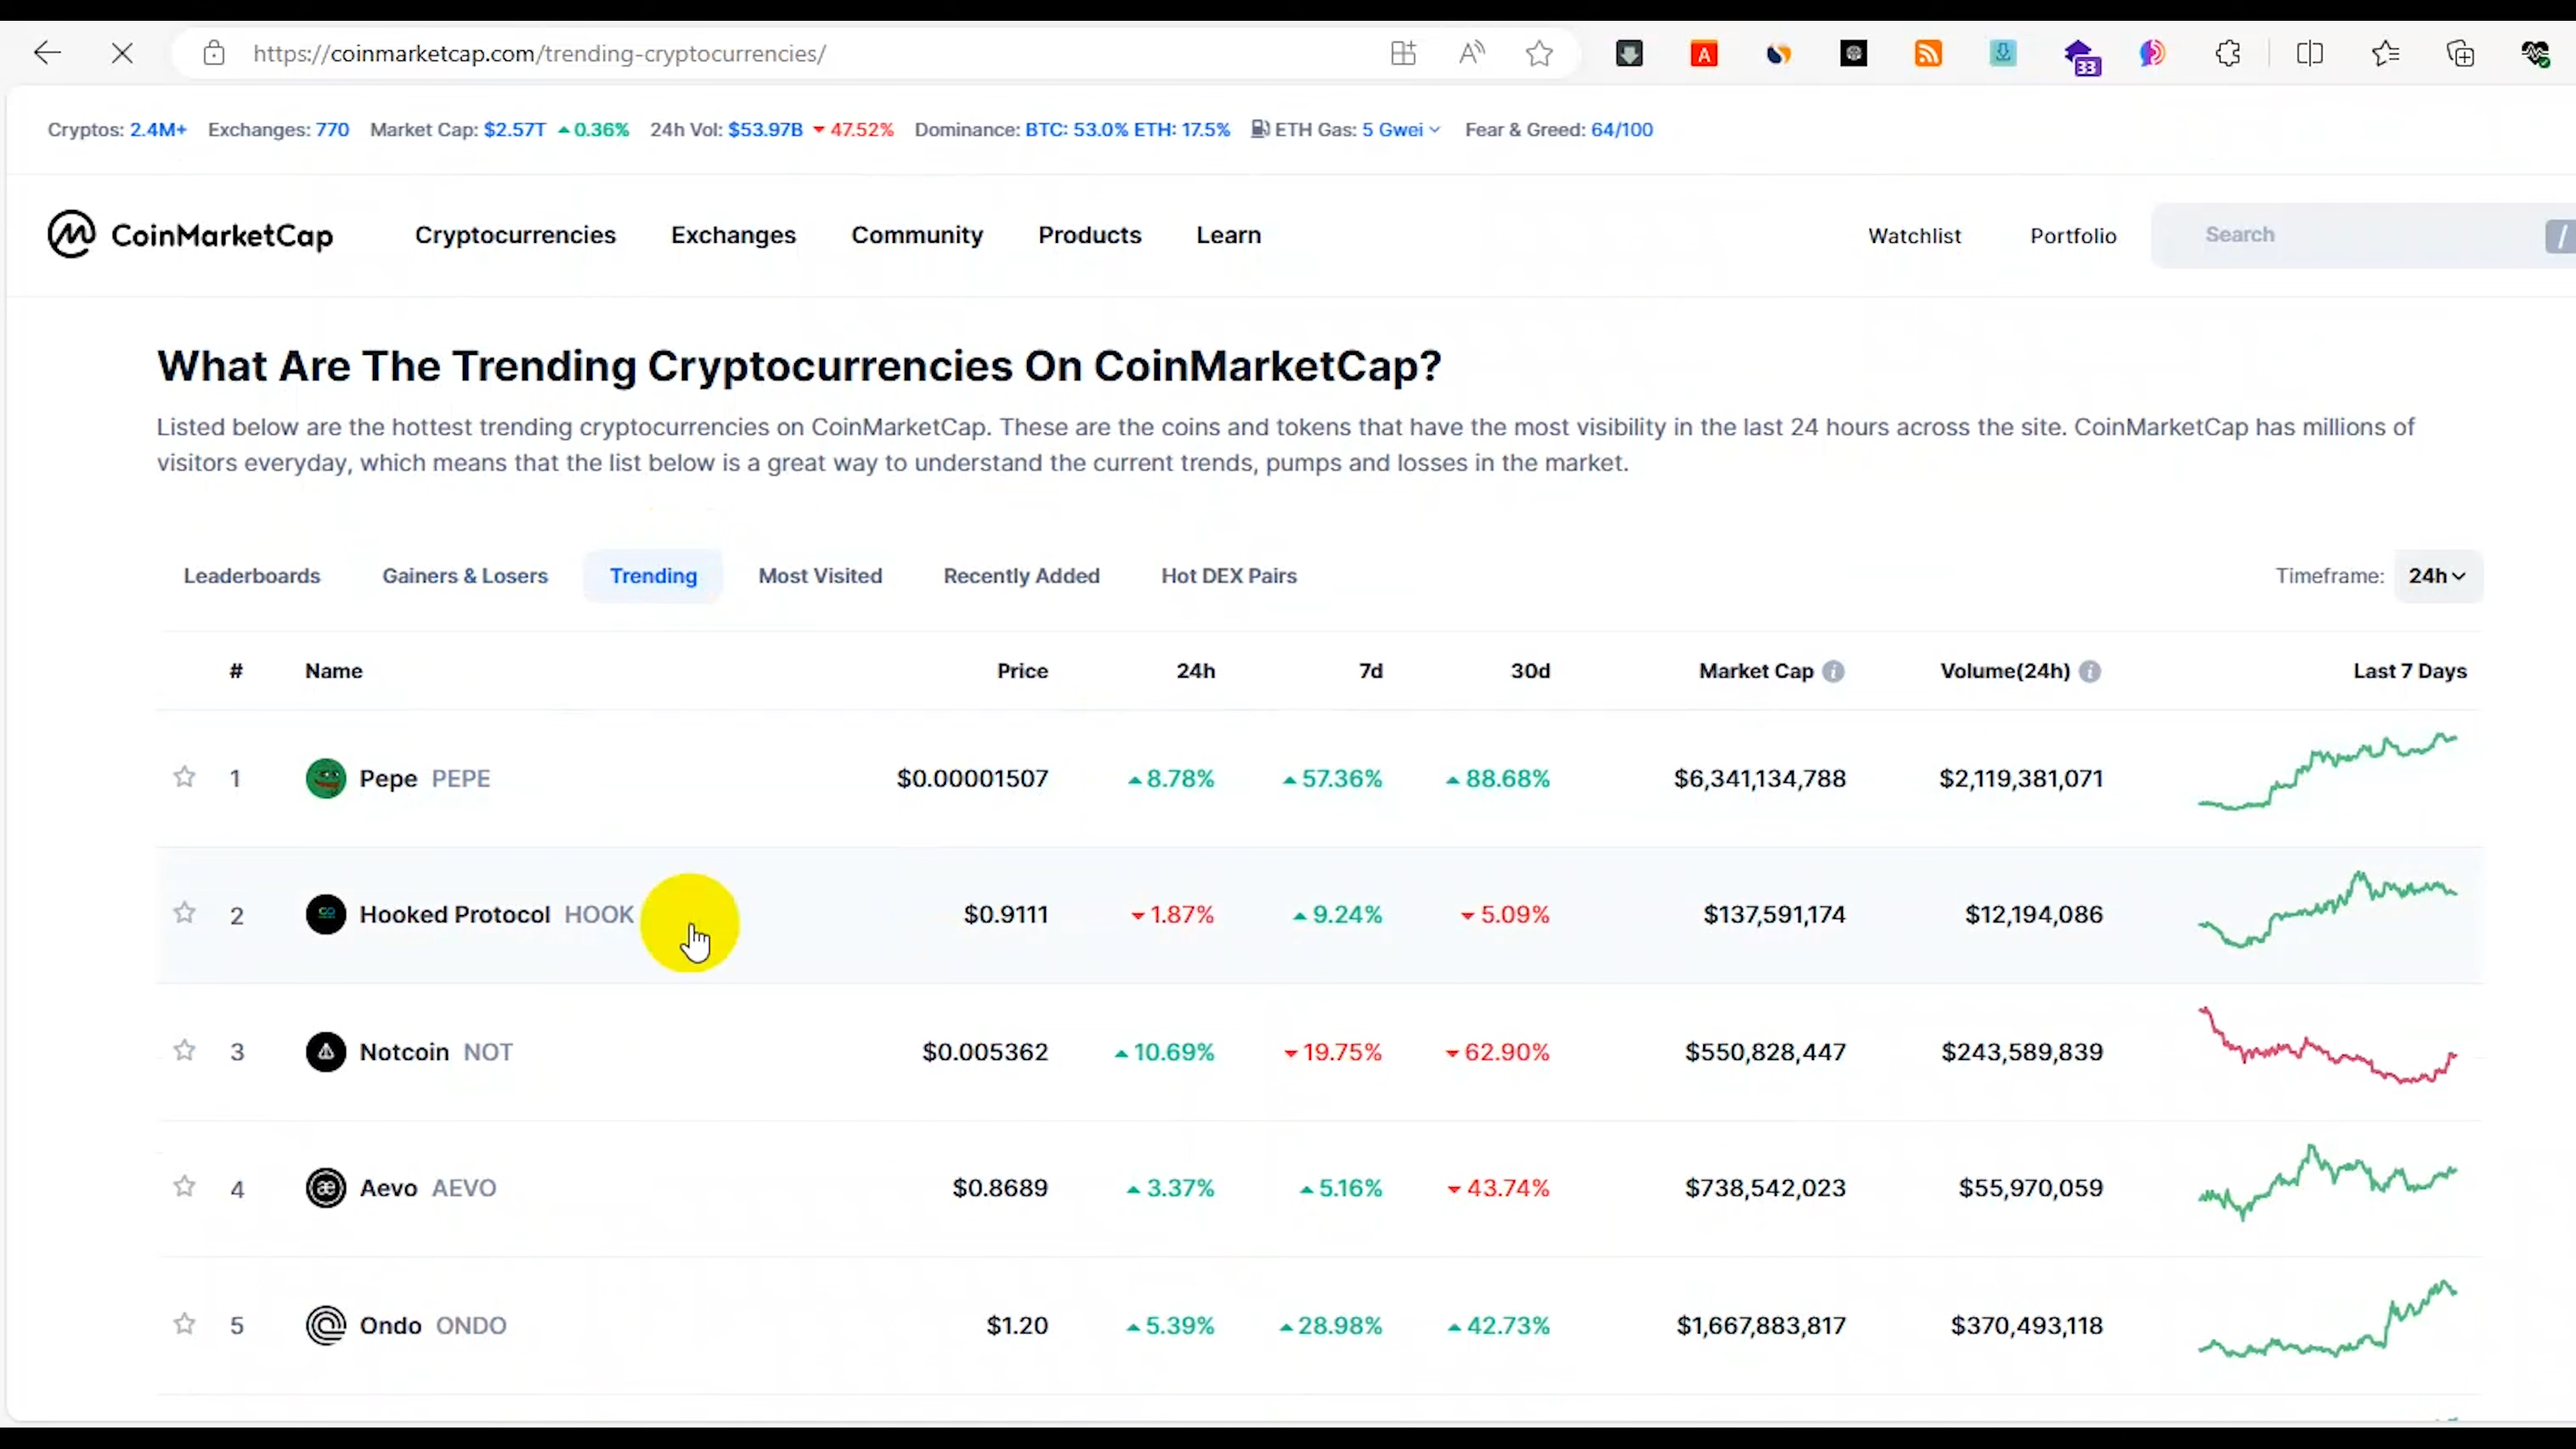 https://coinmarketcap.com/trending-cryptocurrencies/
33
Cryptos: 2.4M+ Exchanges: 770 Market Cap: $2.57T 0.36% 24h Vol: $53.97B 47.52% Dominance: BTC: 53.0% ETH: 17.5% ETH Gas: 5 Gwei Fear & Greed: 64/100
CoinMarketCap Cryptocurrencies Exchanges Community Products Learn Watchlist Portfolio Search /
What Are The Trending Cryptocurrencies On CoinMarketCap?
Listed below are the hottest trending cryptocurrencies on CoinMarketCap. These are the coins and tokens that have the most visibility in the last 24 hours across the site. CoinMarketCap has millions of
visitors everyday, which means that the list below is a great way to understand the current trends, pumps and losses in the market.
Leaderboards Gainers & Losers Trending Most Visited Recently Added Hot DEX Pairs Timeframe: 24h
# Name Price 24h 7d 30d Market Cap Volume(24h) Last 7 Days
1 Pepe PEPE $0.00001507 8.78% 57.36% 88.68% $6,341,134,788 $2,119,381,071
2 Hooked Protocol HOOK $0.9111 1.87% 9.24% 5.09% $137,591,174 $12,194,086
3 Notcoin NOT $0.005362 10.69% 19.75% 62.90% $550,828,447 $243,589,839
4 Aevo AEVO $0.8689 3.37% 5.16% 43.74% $738,542,023 $55,970,059
5 Ondo ONDO $1.20 5.39% 28.98% 42.73% $1,667,883,817 $370,493,118